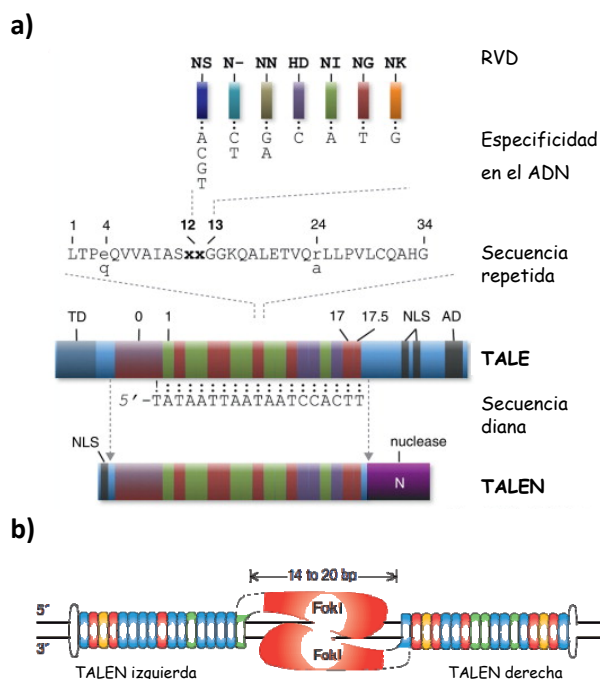 a)
NS N- NN HD NI NG NK
RVD
A C G C A T G
C T A
G
T
Especificidad
en el ADN
1 4 12 13 24 34
LTPeQVVAIASxxGGKQALETVQrLLPVLCQAHG
q a
Secuencia
repetida
TD 0 1 17 17.5 NLS AD
TALE
5'-TATAATTAATAATCCACTT
Secuencia
diana
NLS nuclease
N
TALEN
b)
14 to 20 bp
5'
3'
FokI
FokI
TALEN izquierda TALEN derecha